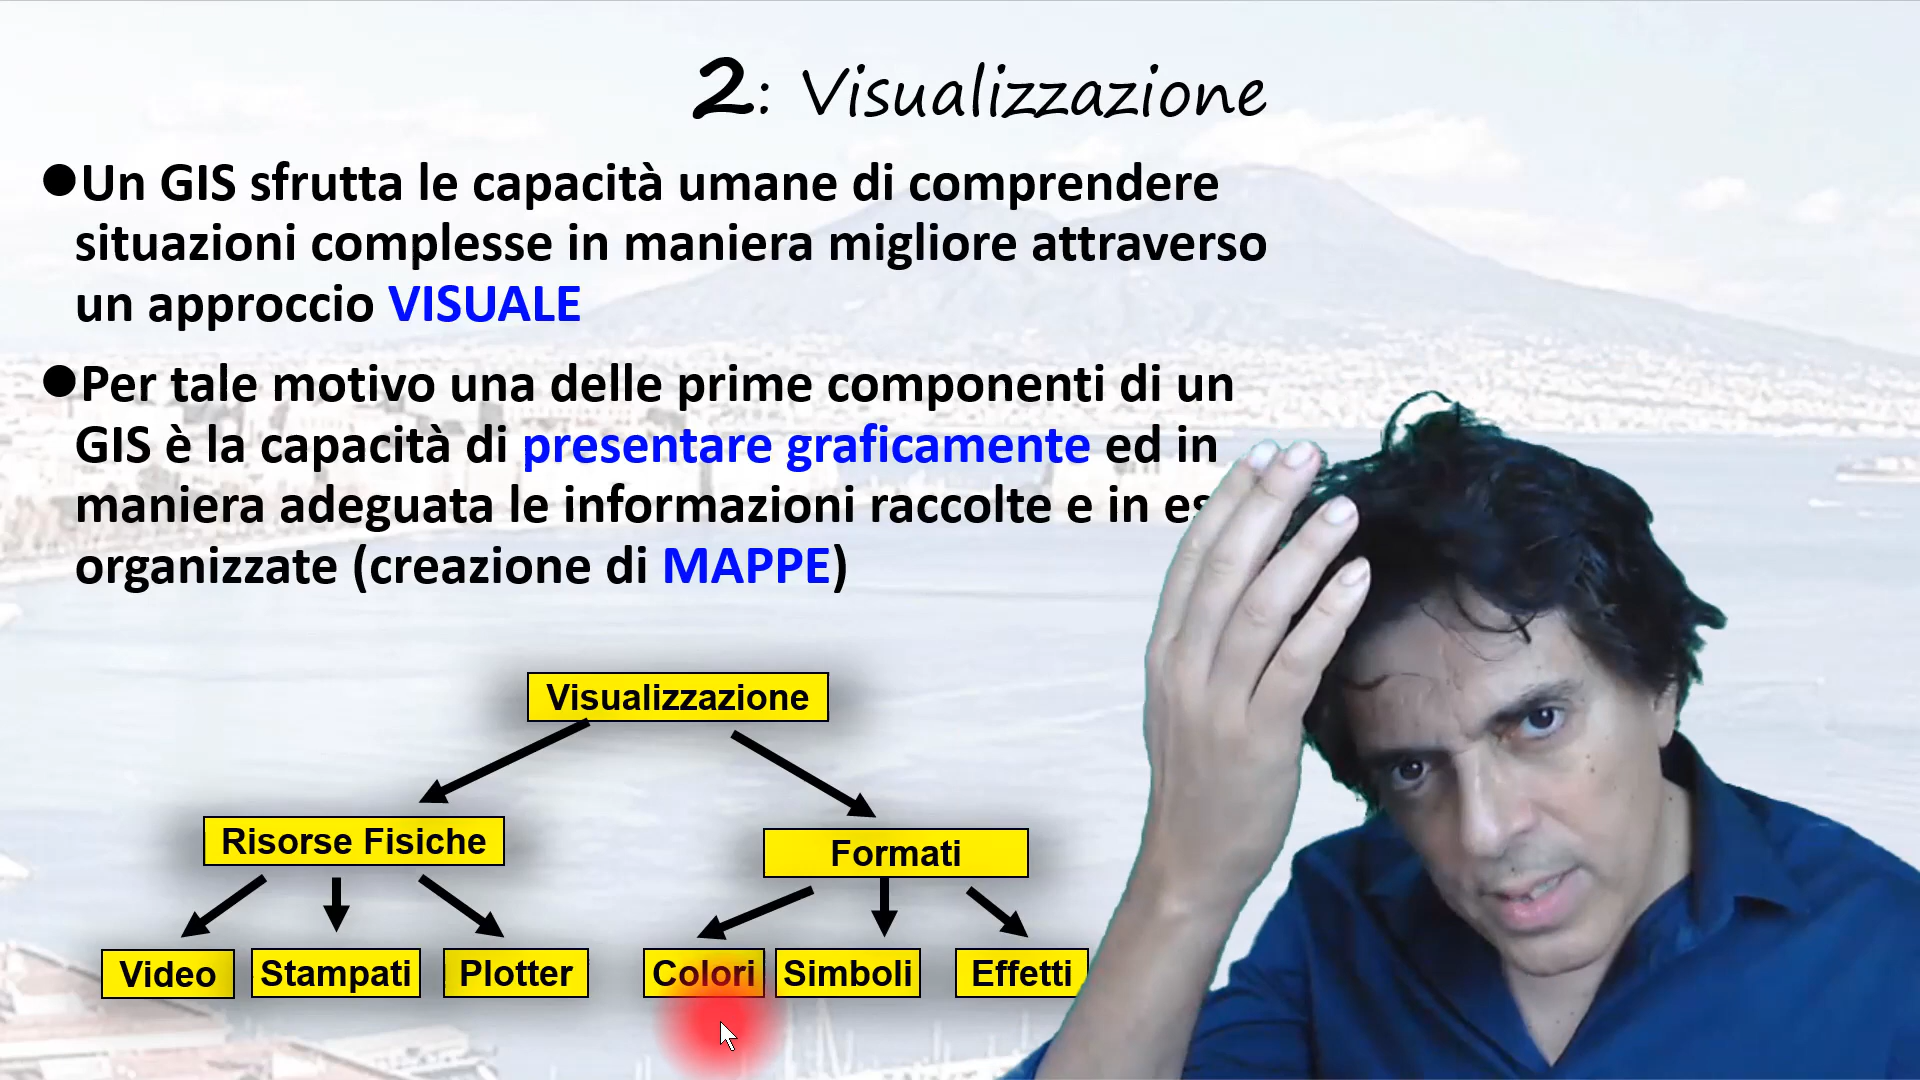 2: Visualizzazione
●Un GIS sfrutta le capacità umane di comprendere
situazioni complesse in maniera migliore attraverso
un approccio VISUALE
●Per tale motivo una delle prime componenti di un
GIS è la capacità di presentare graficamente ed in
maniera adeguata le informazioni raccolte e in
organizzate (creazione di MAPPE)
Visualizzazione
Risorse Fisiche
Formati
Video Stampati Plotter Colori Simboli Effetti